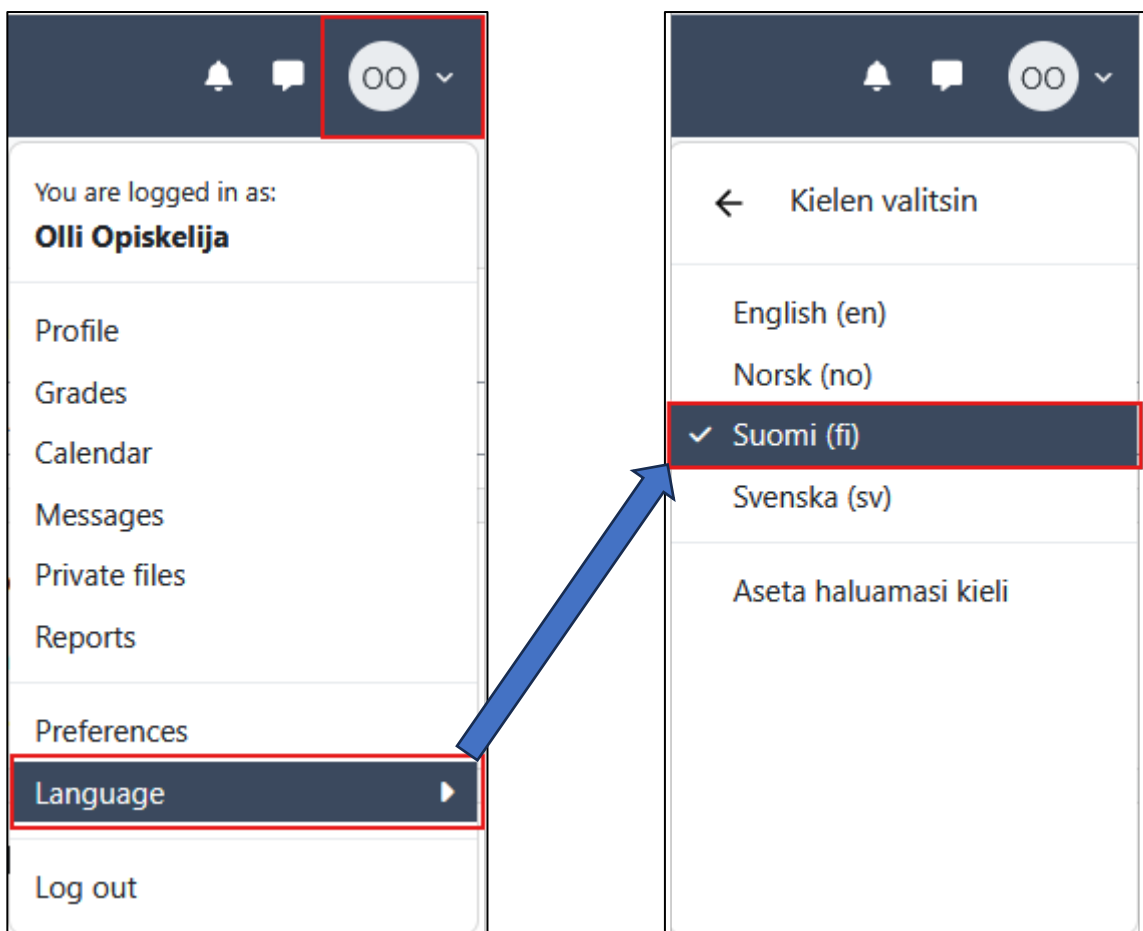 OO
You are logged in as:
Olli Opiskelija
Profile
Grades
Calendar
Messages
Private files
Reports
Preferences
Language
Log out
OO
Kielen valitsin
English (en)
Norsk (no)
Suomi (fi)
Svenska (sv)
Aseta haluamasi kieli